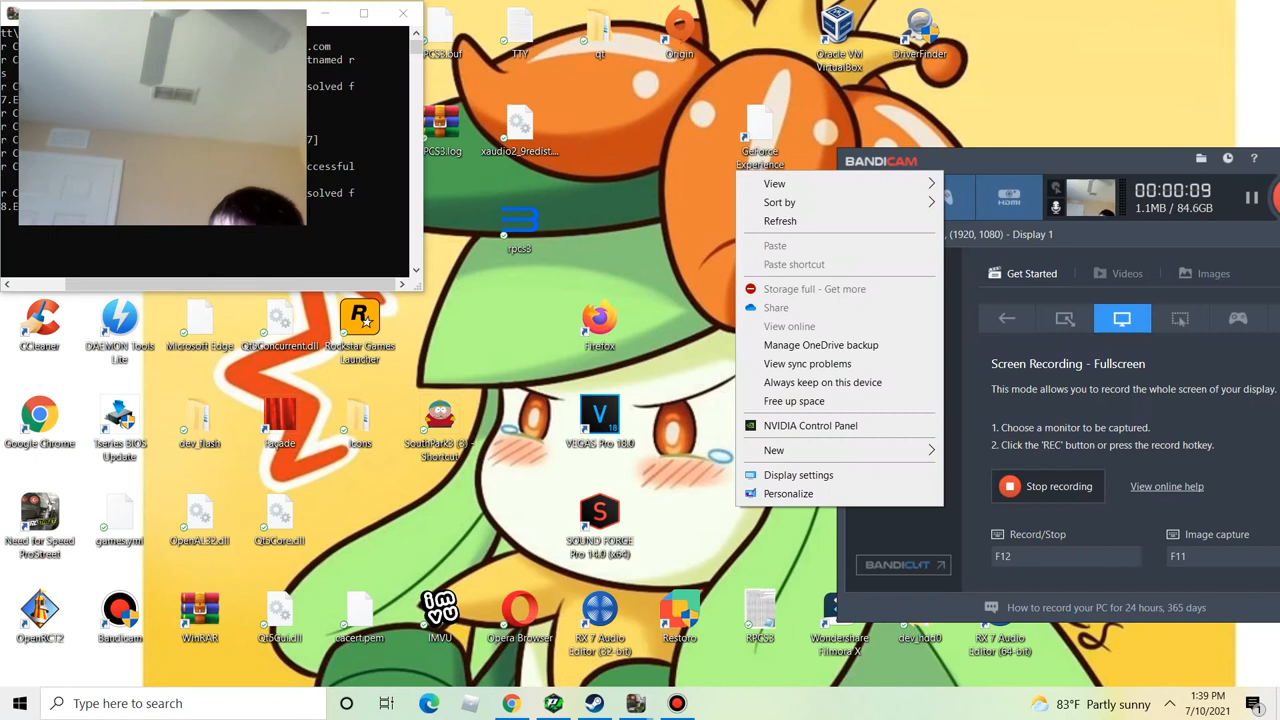 tt\
r C
.com
r C
tnamed r
s
r C
solved f
7.E
r C
r C
7]
r C
ccessful
r C
solved f
8.E
PCS3.buf
TTY
qt
Origin
Oracle VM
VirtualBox
DriverFinder
PCS3.log
xaudio2_9redist....
GeForce
Experience
rpcs3
CCleaner
DAEMON Tools
Lite
Microsoft Edge
Qt5Concurrent.dll
Rockstar Games
Launcher
Firefox
Google Chrome
Tseries BIOS
Update
dev_flash
Façade
icons
SouthPark3 (3) -
Shortcut
VEGAS Pro 18.0
Need for Speed
ProStreet
games.yml
OpenAL32.dll
Qt5Core.dll
SOUND FORGE
Pro 14.0 (x64)
OpenRCT2
Bandicam
WinRAR
Qt5Gui.dll
cacert.pem
IMVU
Opera Browser
RX 7 Audio
Editor (32-bit)
Restoro
RPCS3
Wondershare
Filmora X
dev_hdd0
RX 7 Audio
Editor (64-bit)
View
Sort by
Refresh
Paste
Paste shortcut
Storage full - Get more
Share
View online
Manage OneDrive backup
View sync problems
Always keep on this device
Free up space
NVIDIA Control Panel
New
Display settings
Personalize
BANDICAM
HDMI
00:00:09
1.1MB / 84.6GB
(1920, 1080) - Display 1
Get Started
Videos
Images
Screen Recording - Fullscreen
This mode allows you to record the whole screen of your display.
1. Choose a monitor to be captured.
2. Click the 'REC' button or press the record hotkey.
Stop recording
View online help
Record/Stop
Image capture
F12
F11
BANDICUT
How to record your PC for 24 hours, 365 days
Type here to search
83°F Partly sunny
1:39 PM
7/10/2021
1